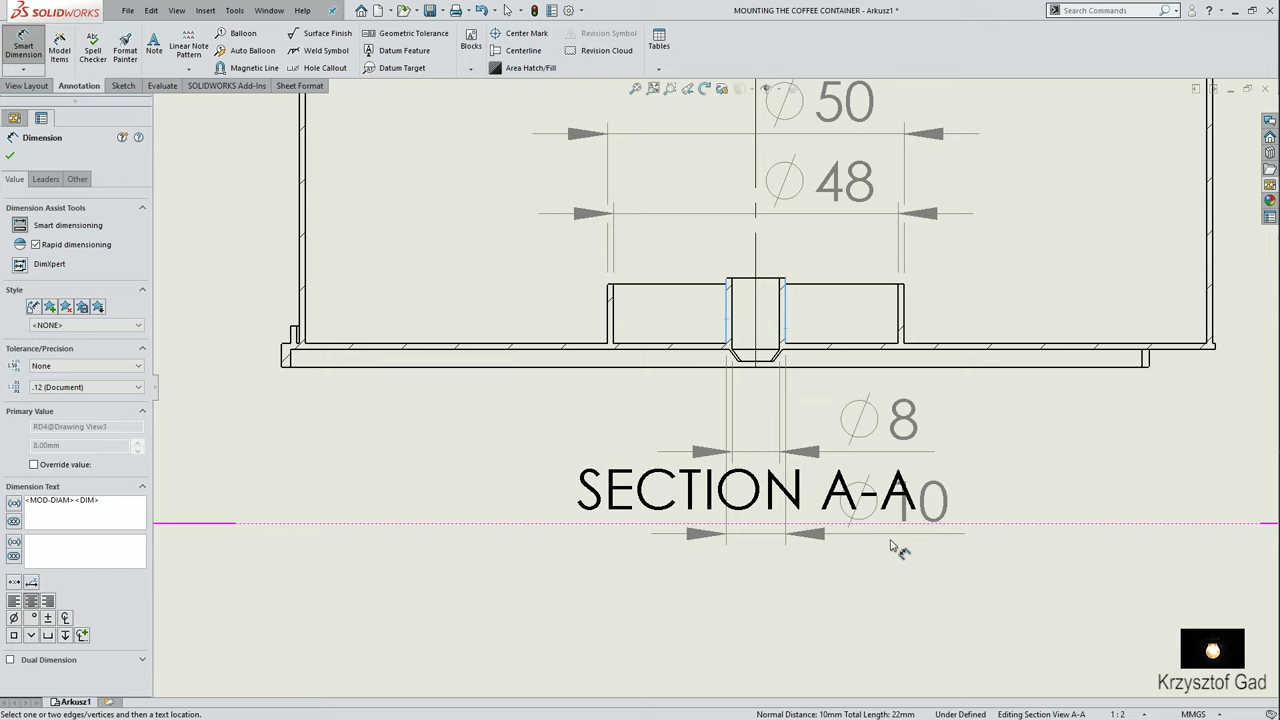 SOLIDWORKS
File Edit View Insert Tools Window Help
MOUNTING THE COFFEE CONTAINER - Arkusz1 *
Search Commands
Smart Dimension
Model Items
Spell Checker
Format Painter
Note
Linear Note Pattern
Balloon
Auto Balloon
Magnetic Line
Surface Finish
Weld Symbol
Hole Callout
Geometric Tolerance
Datum Feature
Datum Target
Blocks
Center Mark
Centerline
Area Hatch/Fill
Revision Symbol
Revision Cloud
Tables
View Layout Annotation Sketch Evaluate SOLIDWORKS Add-Ins Sheet Format
Dimension
Value Leaders Other
Dimension Assist Tools
Smart dimensioning
Rapid dimensioning
DimXpert
Style
<NONE>
Tolerance/Precision
None
.12 (Document)
Primary Value
RD4@Drawing View3
8.00mm
Override value:
Dimension Text
<MOD-DIAM><DIM>
Dual Dimension
∅ 50
∅ 48
∅ 8
SECTION A-A
∅ 10
Krzysztof Gad
Arkusz1
Select one or two edges/vertices and then a text location.
Normal Distance: 10mm Total Length: 22mm
Under Defined
Editing Section View A-A
1 : 2
MMGS